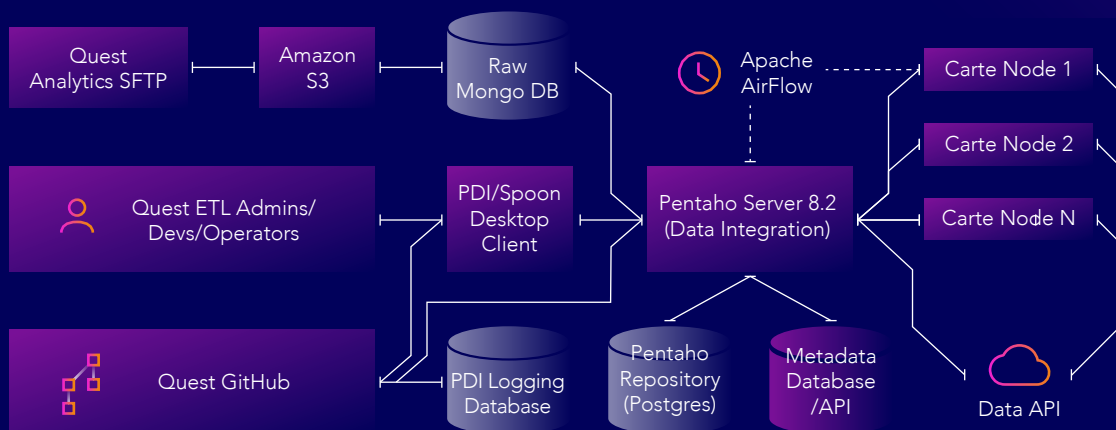 Quest
Analytics SFTP
Amazon
S3
Raw
Mongo DB
Apache
AirFlow
Carte Node 1
Carte Node 2
Carte Node N
Quest ETL Admins/
Devs/Operators
PDI/Spoon
Desktop
Client
Pentaho Server 8.2
(Data Integration)
Quest GitHub
PDI Logging
Database
Pentaho
Repository
(Postgres)
Metadata
Database
/API
Data API